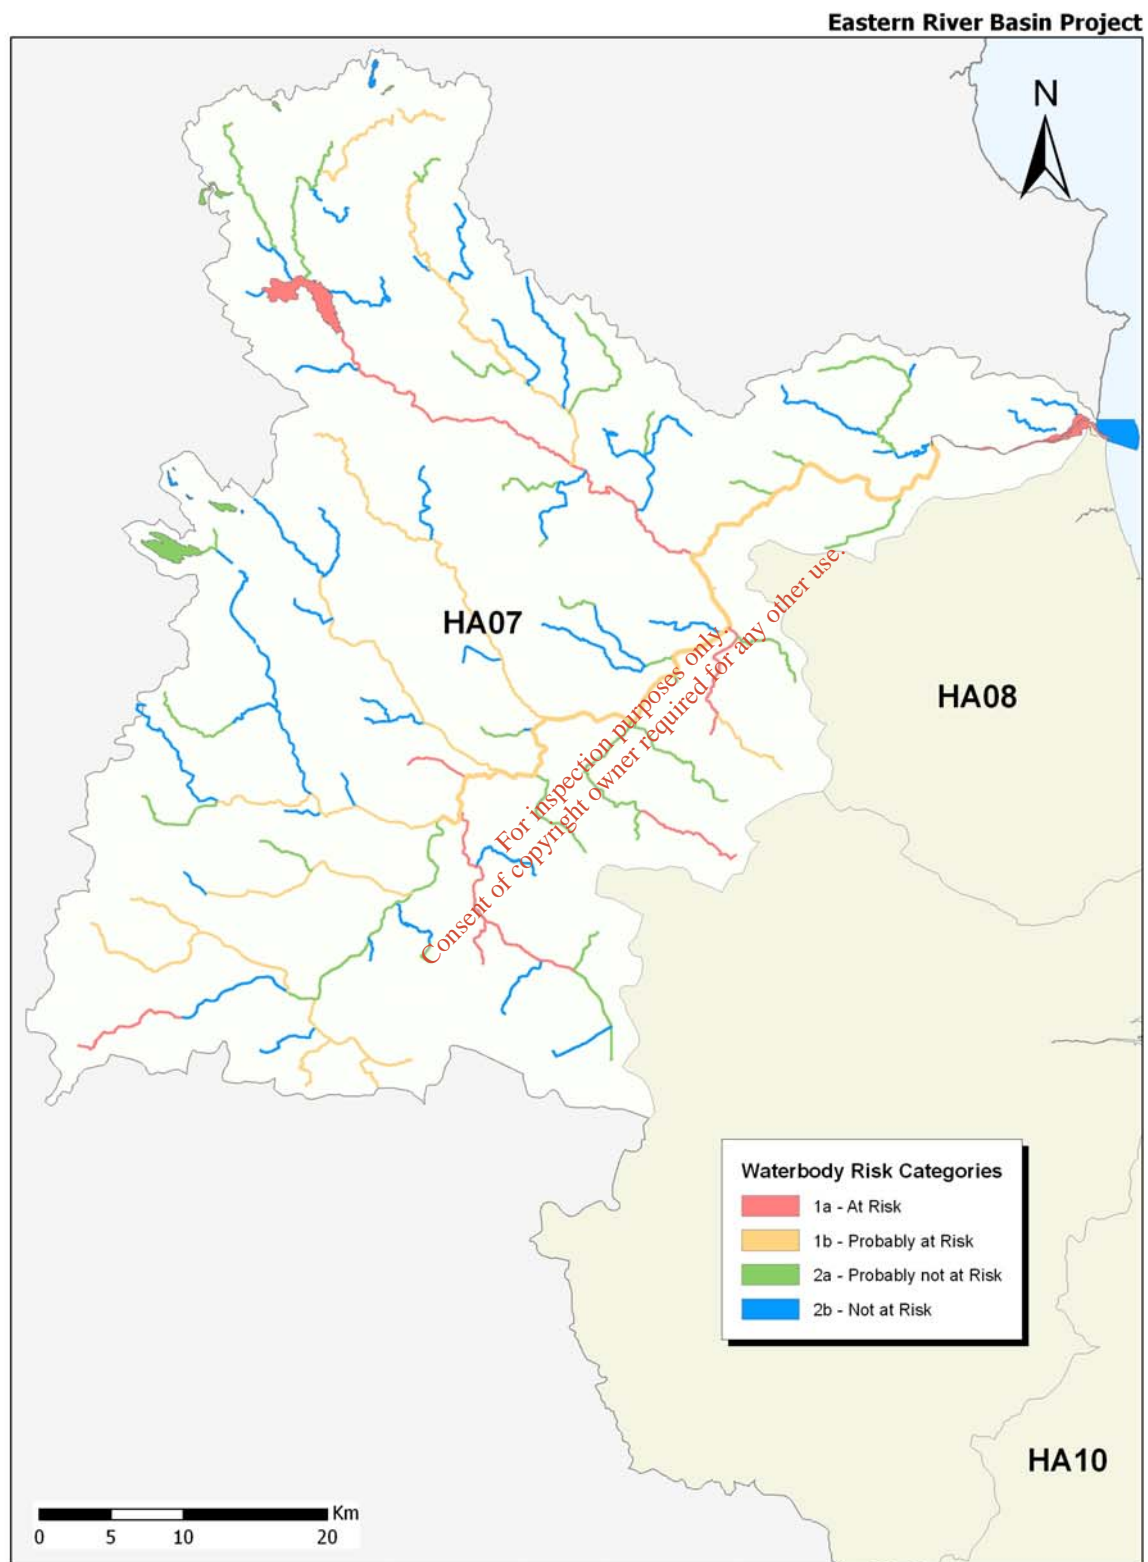 Eastern River Basin Project
N
HA07
HA08
For inspection purposes only.
Consent of copyright owner required for any other use.
Waterbody Risk Categories
1a - At Risk
1b - Probably at Risk
2a - Probably not at Risk
2b - Not at Risk
HA10
Km
0 5 10 20